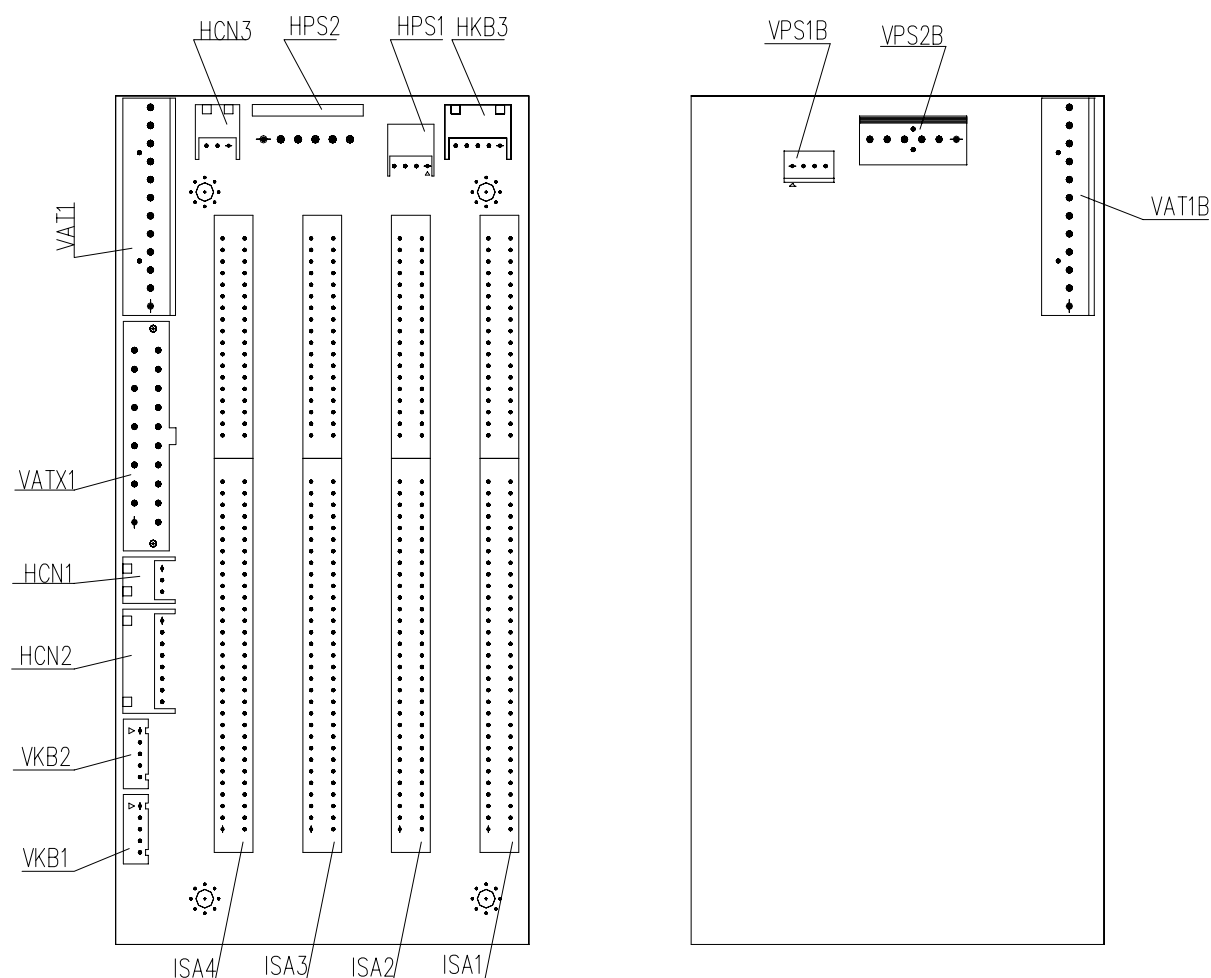 HCN3
HPS2
HPS1
HKB3
VPS1B
VPS2B
VAT1
VAT1B
VATX1
HCN1
HCN2
VKB2
VKB1
ISA4
ISA3
ISA2
ISA1